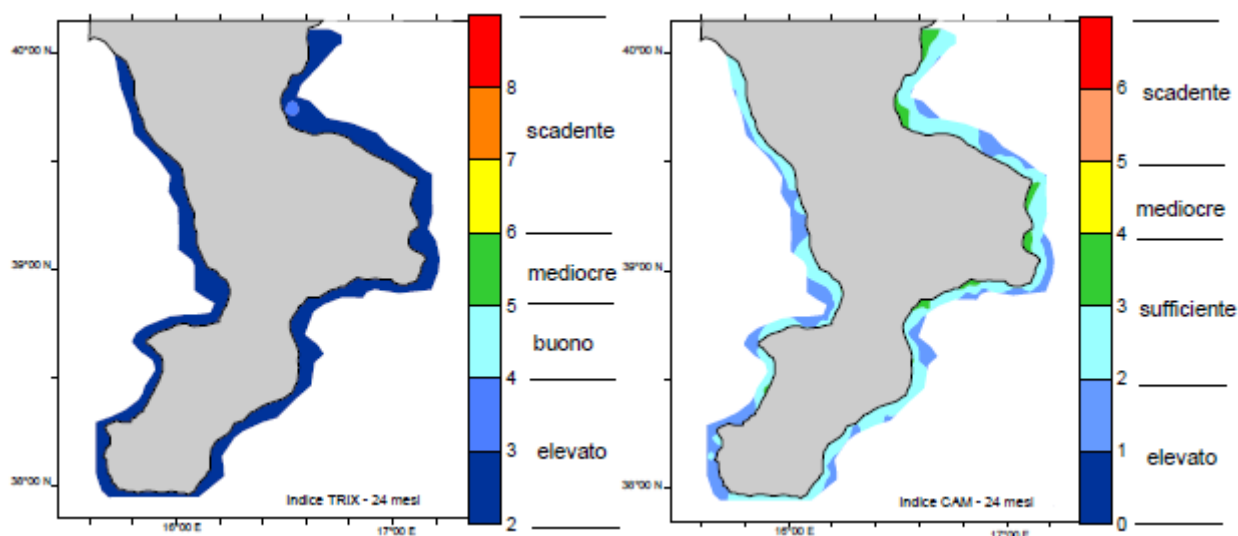 40°00 N
39°00 N
38°00 N
16°00 E
17°00 E
Indice TRIX - 24 mesi
8
7
6
5
4
3
2
scadente
mediocre
buono
elevato
40°00 N
39°00 N
38°00 N
16°00 E
17°00 E
Indice CAM - 24 mesi
6
5
4
3
2
1
0
scadente
mediocre
sufficiente
elevato